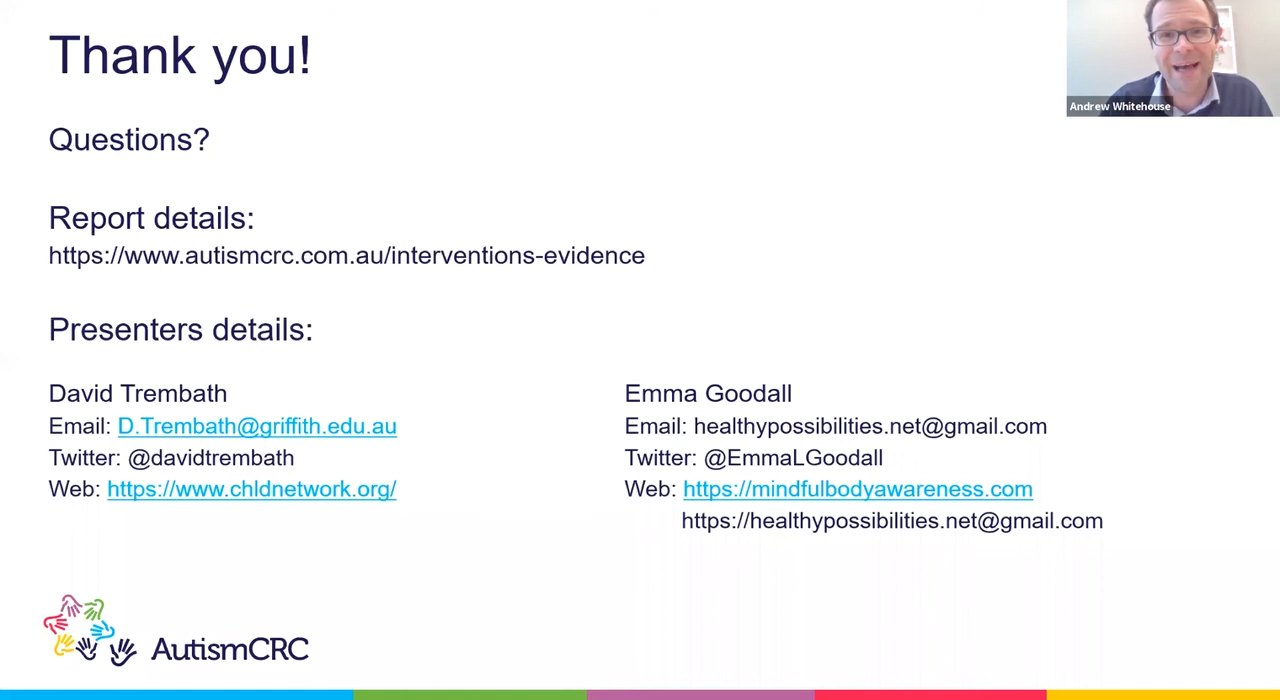 Thank you!
Andrew Whitehouse
Questions?
Report details:
https://www.autismcrc.com.au/interventions-evidence
Presenters details:
David Trembath
Email: D.Trembath@griffith.edu.au
Twitter: @davidtrembath
Web: https://www.chldnetwork.org/
Emma Goodall
Email: healthypossibilities.net@gmail.com
Twitter: @EmmaLGoodall
Web: https://mindfulbodyawareness.com
https://healthypossibilities.net@gmail.com
AutismCRC